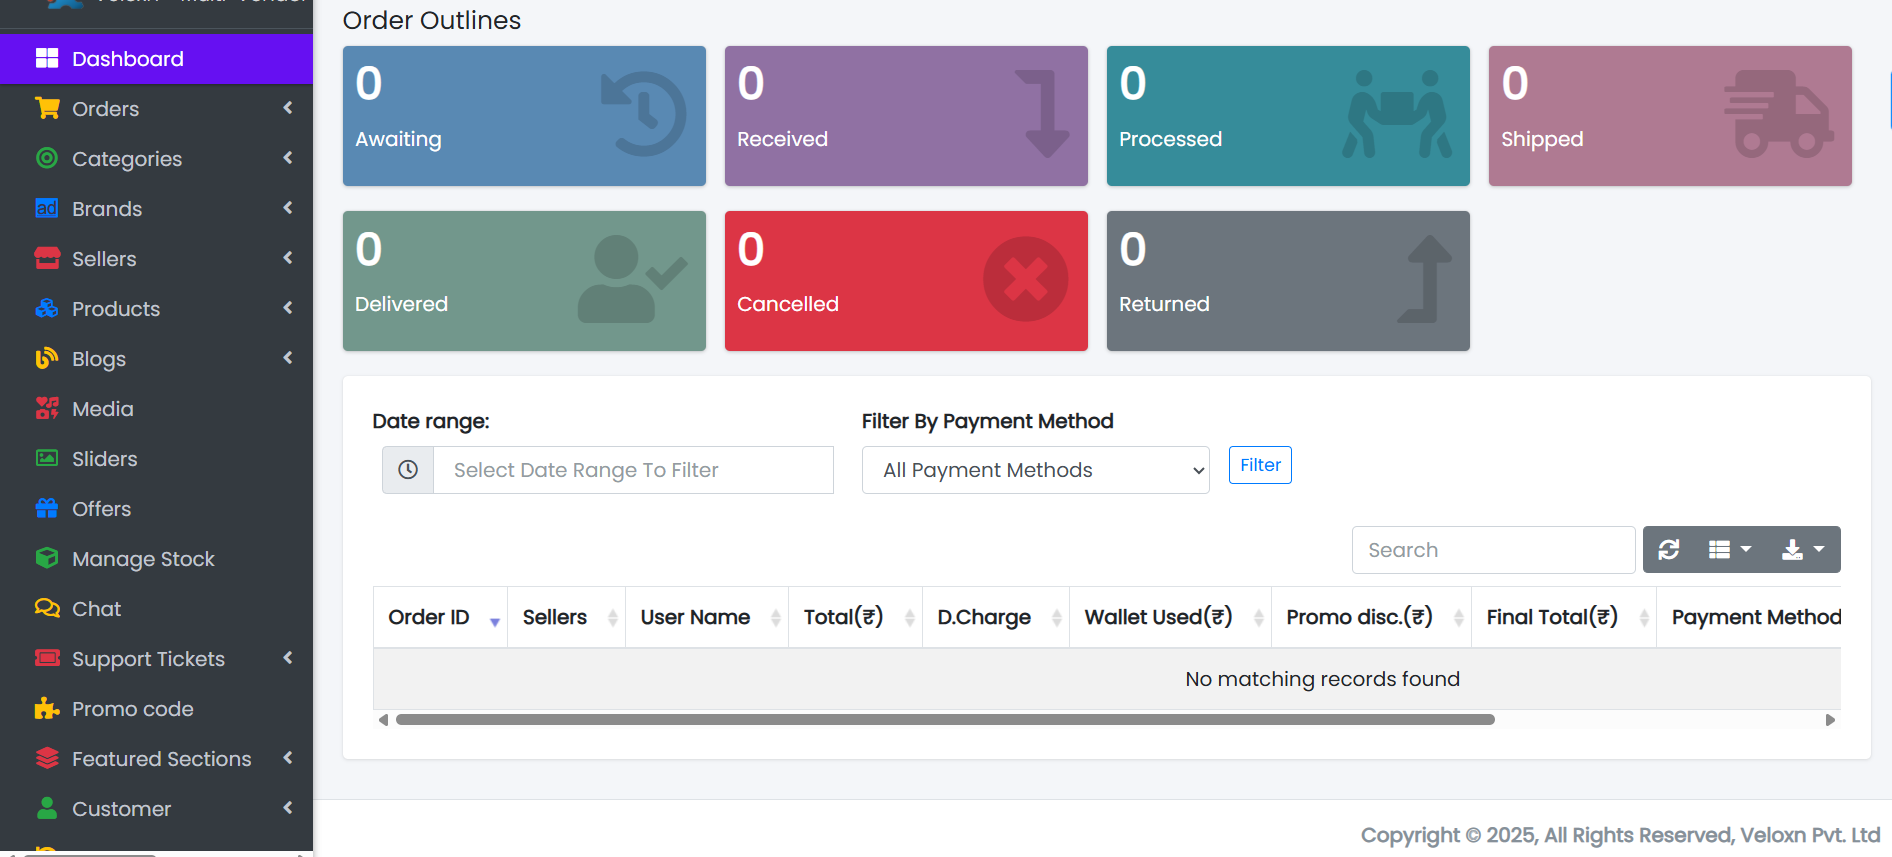 Order Outlines
Dashboard
Orders
Categories
Brands
Sellers
Products
Blogs
Media
Sliders
Offers
Manage Stock
Chat
Support Tickets
Promo code
Featured Sections
Customer
0
Awaiting
0
Received
0
Processed
0
Shipped
0
Delivered
0
Cancelled
0
Returned
Date range:
Select Date Range To Filter
Filter By Payment Method
All Payment Methods
Filter
Search
Order ID Sellers User Name Total(₹) D.Charge Wallet Used(₹) Promo disc.(₹) Final Total(₹) Payment Method
No matching records found
Copyright © 2025, All Rights Reserved, Veloxn Pvt. Ltd